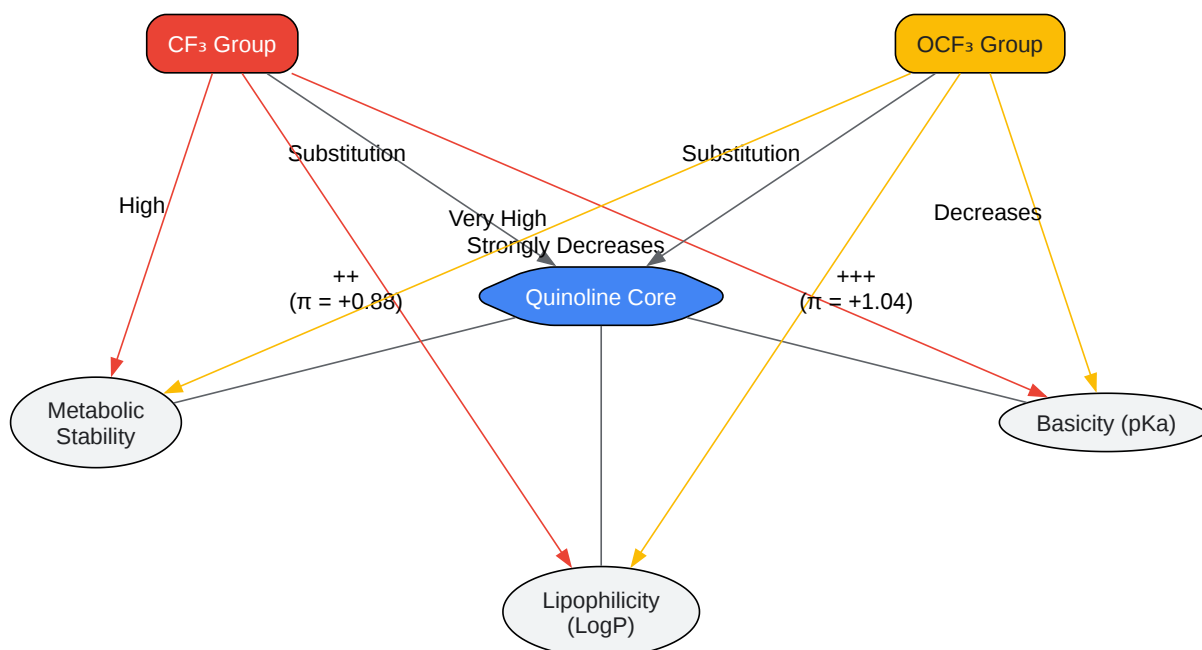 CF₃ Group
OCF₃ Group
Substitution
Substitution
High
Decreases
Very High
Strongly Decreases
++
(π = +0.88)
+++
(π = +1.04)
Quinoline Core
Metabolic
Stability
Basicity (pKa)
Lipophilicity
(LogP)